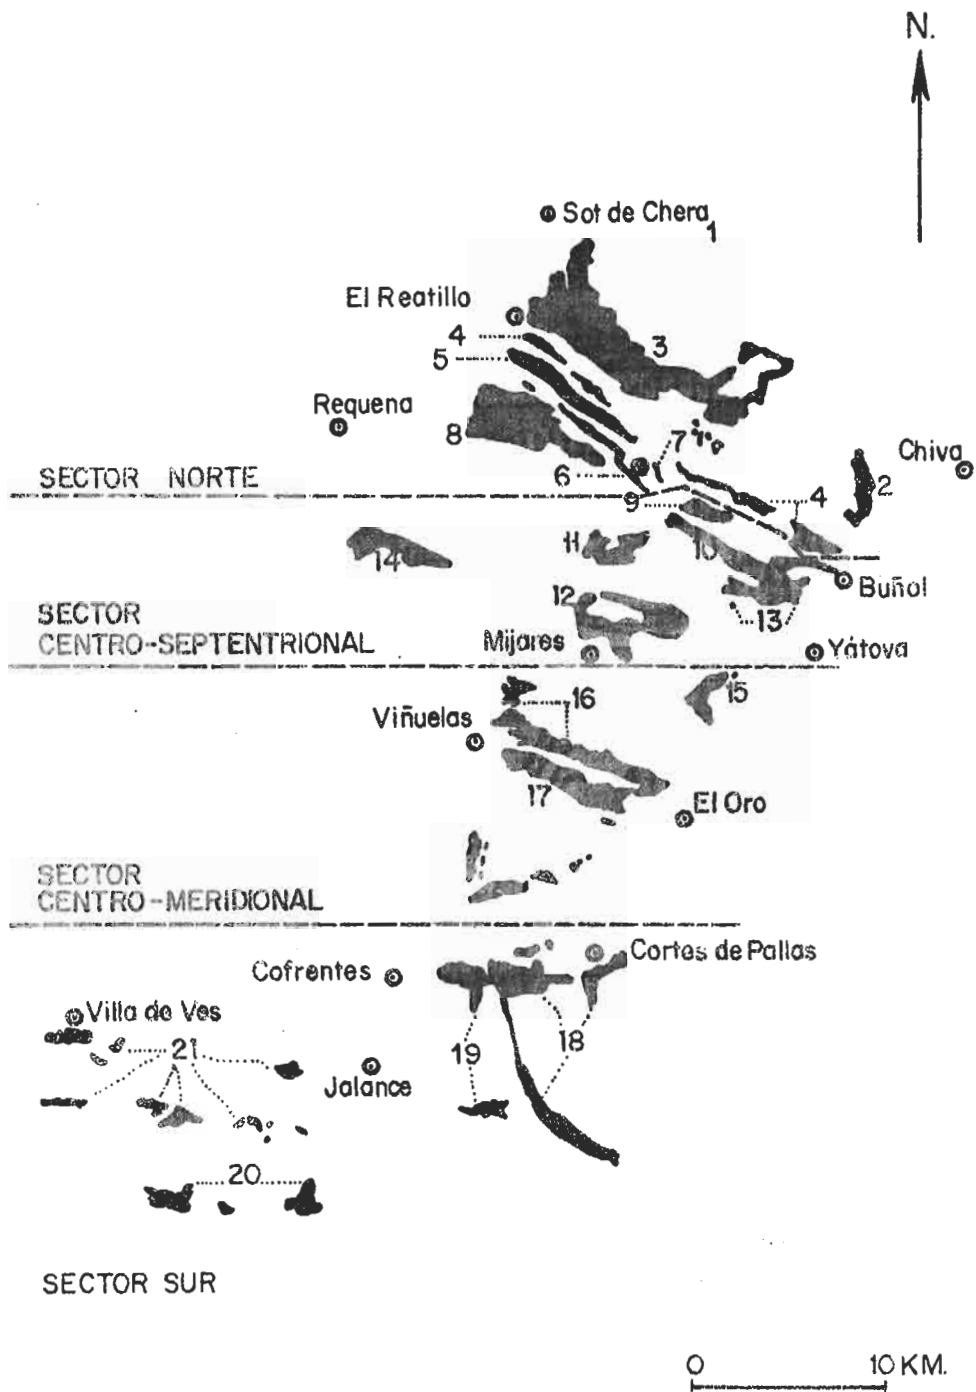 N.
Sot de Chera
1
El Reatillo
4
5
3
Requena
8
7
Chiva
6
2
SECTOR NORTE
9
4
14
11
10
Buñol
12
13
SECTOR
CENTRO-SEPTENTRIONAL
Mijares
Yátova
16
15
Viñuelas
17
El Oro
SECTOR
CENTRO-MERIDIONAL
Cortes de Pallas
Cofrentes
Villa de Ves
21
19
18
Jalance
20
SECTOR SUR
0
10 KM.